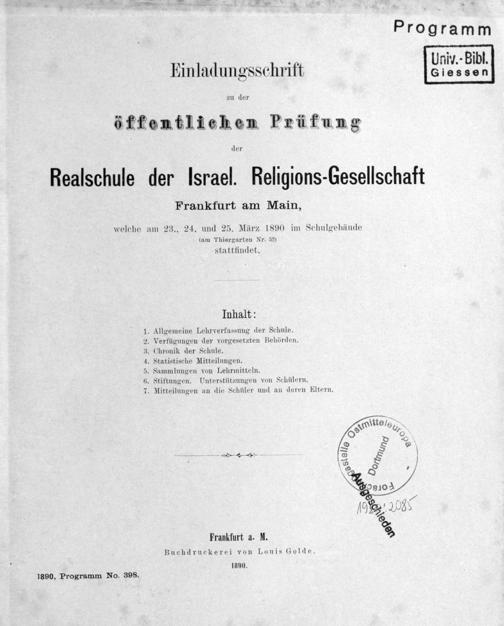 Programm
Univ.-Bibl.
Giessen
Einladungsschrift
zu der
öffentlichen Prüfung
der
Realschule der Israel. Religions-Gesellschaft
Frankfurt am Main,
welche am 23., 24. und 25. März 1890 im Schulgebäude
(am Thiergarten Nr. 52)
stattfindet.
Inhalt:
1. Allgemeine Lehrverfassung der Schule.
2. Verfügungen der vorgesetzten Behörden.
3. Chronik der Schule.
4. Statistische Mitteilungen.
5. Sammlungen von Lehrmitteln.
6. Stiftungen. Unterstützungen von Schülern.
7. Mitteilungen an die Schüler und an deren Eltern.
Ostmitteleuropa
Dortmund
Ausgeschieden
2085
Frankfurt a. M.
Buchdruckerei von Louis Golde.
1890.
1890, Programm No. 398.